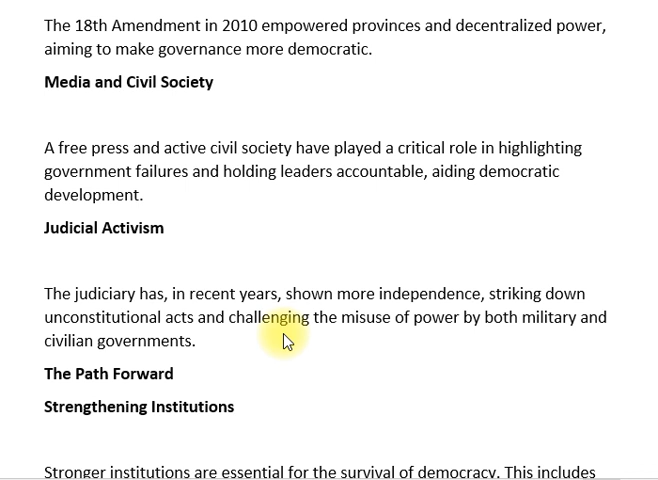 The 18th Amendment in 2010 empowered provinces and decentralized power,
aiming to make governance more democratic.
Media and Civil Society
A free press and active civil society have played a critical role in highlighting
government failures and holding leaders accountable, aiding democratic
development.
Judicial Activism
The judiciary has, in recent years, shown more independence, striking down
unconstitutional acts and challenging the misuse of power by both military and
civilian governments.
The Path Forward
Strengthening Institutions
Stronger institutions are essential for the survival of democracy. This includes